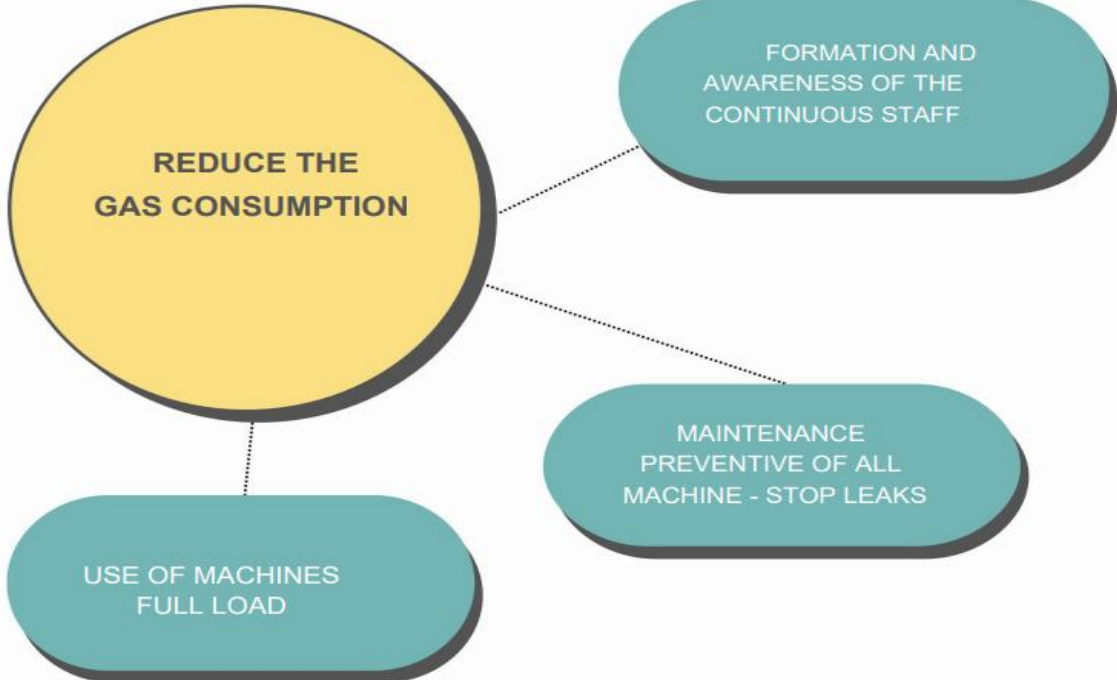 REDUCE THE
GAS CONSUMPTION
FORMATION AND
AWARENESS OF THE
CONTINUOUS STAFF
MAINTENANCE
PREVENTIVE OF ALL
MACHINE - STOP LEAKS
USE OF MACHINES
FULL LOAD